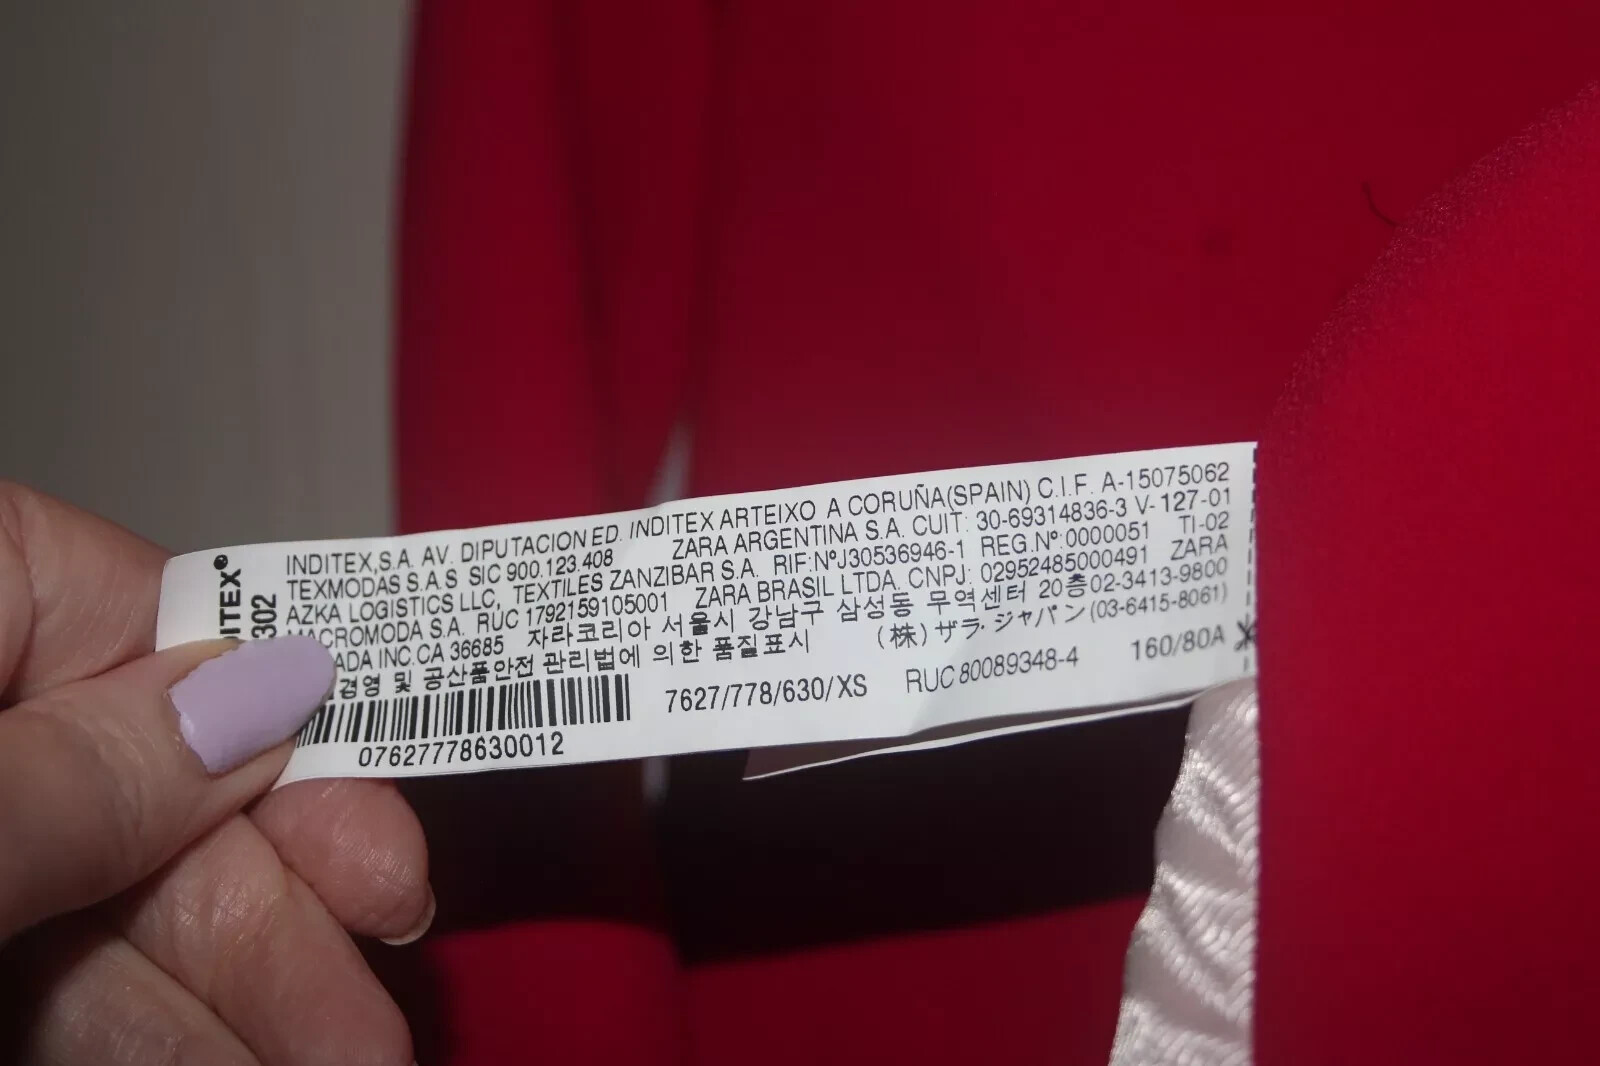 INDITEX,S.A. AV. DIPUTACION ED. INDITEX ARTEIXO A CORUÑA(SPAIN) C.I.F. A-15075062
TEXMODAS S.A.S SIC 900.123.408 ZARA ARGENTINA S.A. CUIT: 30-69314836-3 V-127-01
AZKA LOGISTICS LLC, TEXTILES ZANZIBAR S.A. RIF:NºJ30536946-1 REG.Nº:0000051 TI-02
MACROMODA S.A. RUC 1792159105001 ZARA BRASIL LTDA. CNPJ: 02952485000491 ZARA
INC.CA 36685 자라코리아 서울시 강남구 삼성동 무역센터 20층02-3413-9800
경영 및 공산품안전 관리법에 의한 품질표시 (株)ザラ・ジャパン(03-6415-8061)
7627/778/630/XS RUC 80089348-4 160/80A
07627778630012
DITEX®
302